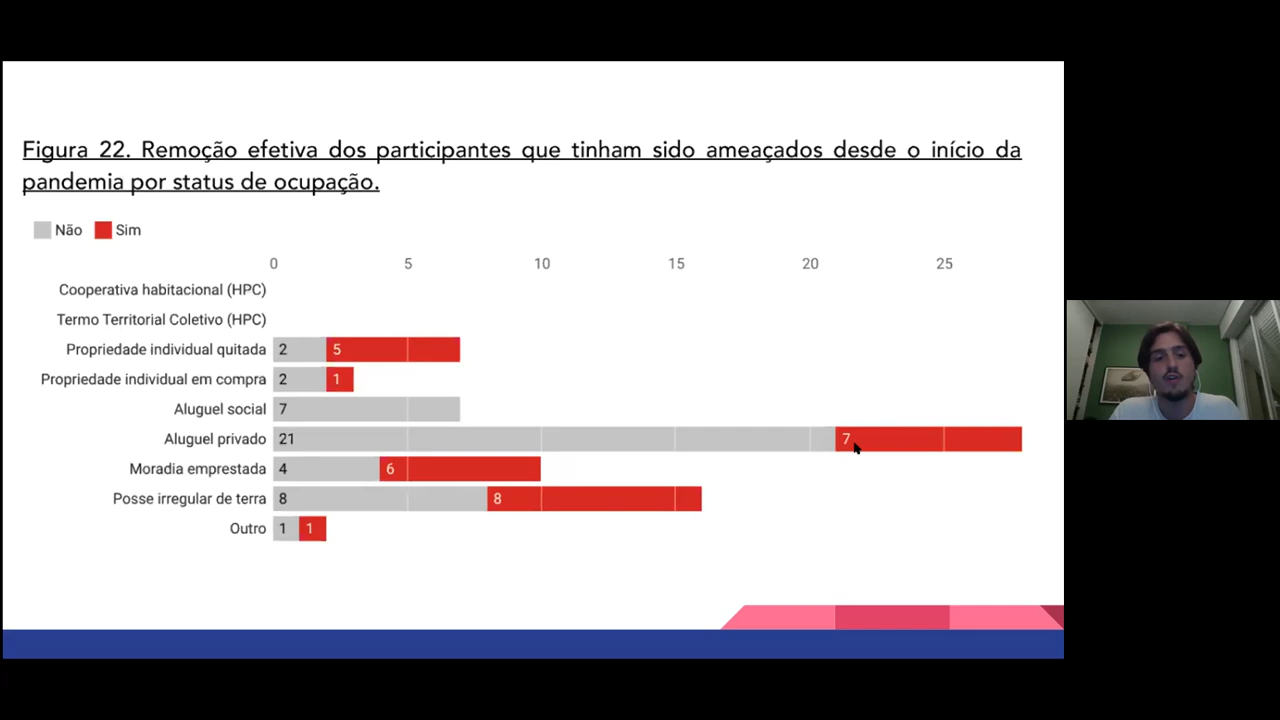 Figura 22. Remoção efetiva dos participantes que tinham sido ameaçados desde o início da
pandemia por status de ocupação.
Não Sim
0 5 10 15 20 25
Cooperativa habitacional (HPC)
Termo Territorial Coletivo (HPC)
Propriedade individual quitada 2 5
Propriedade individual em compra 2 1
Aluguel social 7
Aluguel privado 21 7
Moradia emprestada 4 6
Posse irregular de terra 8 8
Outro 1 1